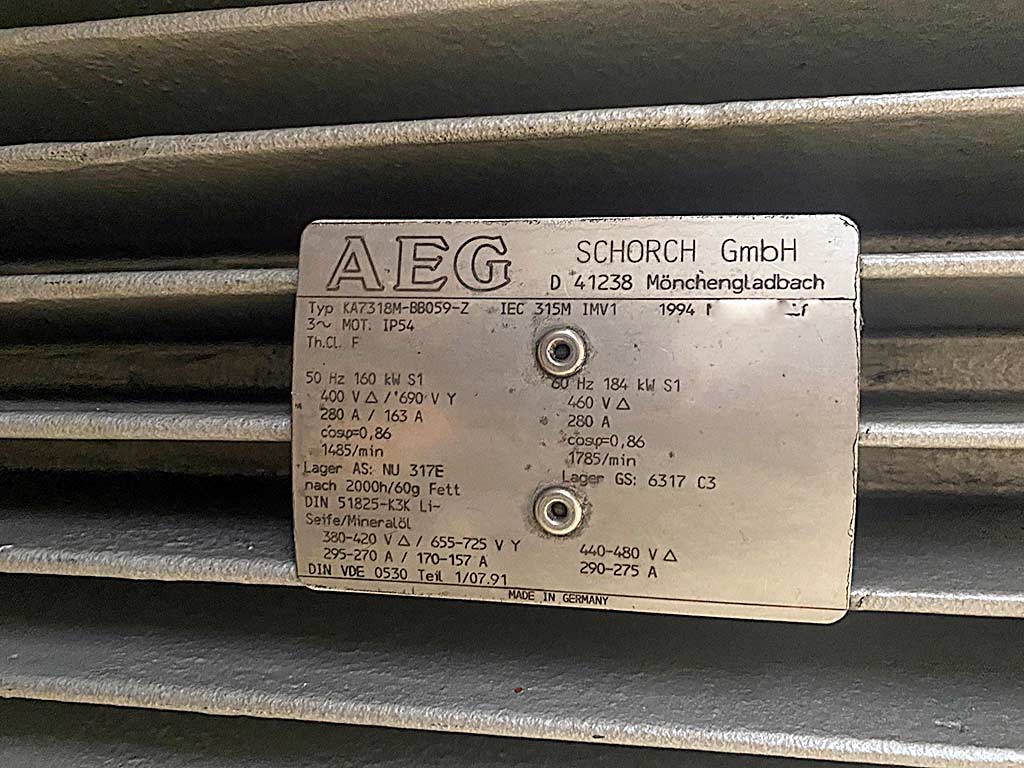 AEG SCHORCH GmbH
D 41238 Mönchengladbach
Typ KA7318M-BB059-Z IEC 315M IMV1 1994
3~ MOT. IP54
Th.Cl. F
50 Hz 160 kW S1 60 Hz 184 kW S1
400 V Δ / 690 V Y 460 V Δ
280 A / 163 A 280 A
cosφ=0,86 cosφ=0,86
1485/min 1785/min
Lager AS: NU 317E Lager GS: 6317 C3
nach 2000h/60g Fett
DIN 51825-K3K Li-
Seife/Mineralöl
380-420 V Δ / 655-725 V Y 440-480 V Δ
295-270 A / 170-157 A 290-275 A
DIN VDE 0530 Teil 1/07.91
MADE IN GERMANY